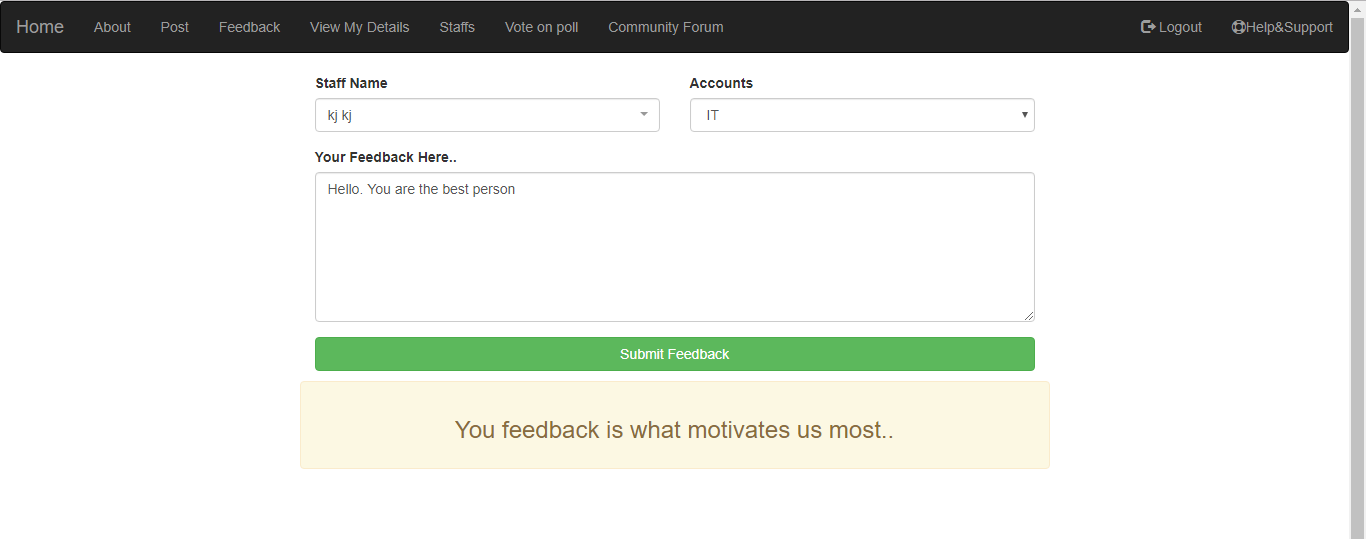 Home About Post Feedback View My Details Staffs Vote on poll Community Forum Logout Help&Support
Staff Name Accounts
kj kj IT
Your Feedback Here..
Hello. You are the best person
Submit Feedback
You feedback is what motivates us most..